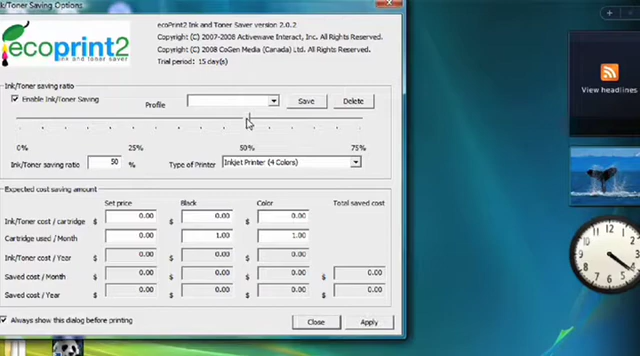 nk/Toner Saving Options
ecoprint2
ink and toner saver
ecoPrint2 Ink and Toner Saver version 2.0.2
Copyright (C) 2007-2008 Activewave Interact, Inc. All Rights Reserved.
Copyright (C) 2008 CoGen Media (Canada) Ltd. All Rights Reserved.
Trial period: 15 day(s)
Ink/Toner saving ratio
Enable Ink/Toner Saving
Profile
Save
Delete
0% 25% 50% 75%
Ink/Toner saving ratio 50 % Type of Printer Inkjet Printer (4 Colors)
Expected cost saving amount
Set price Black Color Total saved cost
Ink/Toner cost / cartridge $ 0.00 $ 0.00 $ 0.00
Cartridge used / Month 0.00 1.00 1.00
Ink/Toner cost / Year $ 0.00 $ 0.00 $ 0.00
Saved cost / Month $ 0.00 $ 0.00 $ 0.00 $ 0.00
Saved cost / Year $ 0.00 $ 0.00 $ 0.00 $ 0.00
Always show this dialog before printing
Close
Apply
View headlines